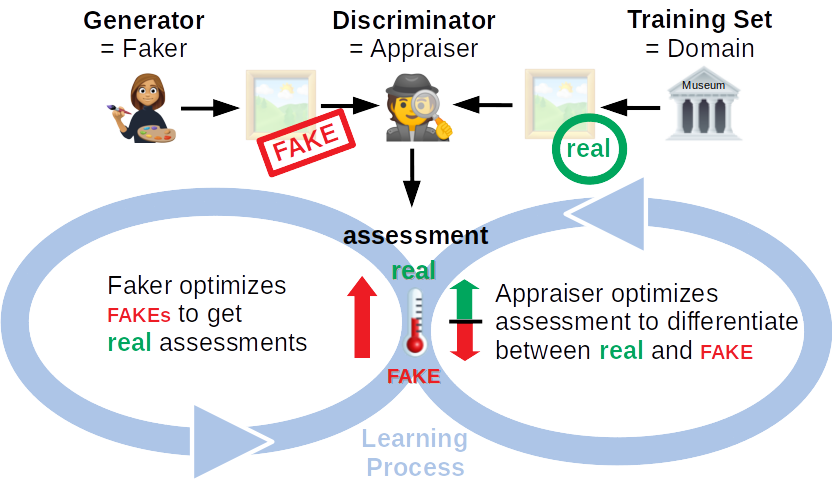 Generator
= Faker
Discriminator
= Appraiser
Training Set
= Domain
Museum
FAKE
real
assessment
real
Faker optimizes
FAKEs to get
real assessments
Appraiser optimizes
assessment to differentiate
between real and FAKE
FAKE
Learning
Process